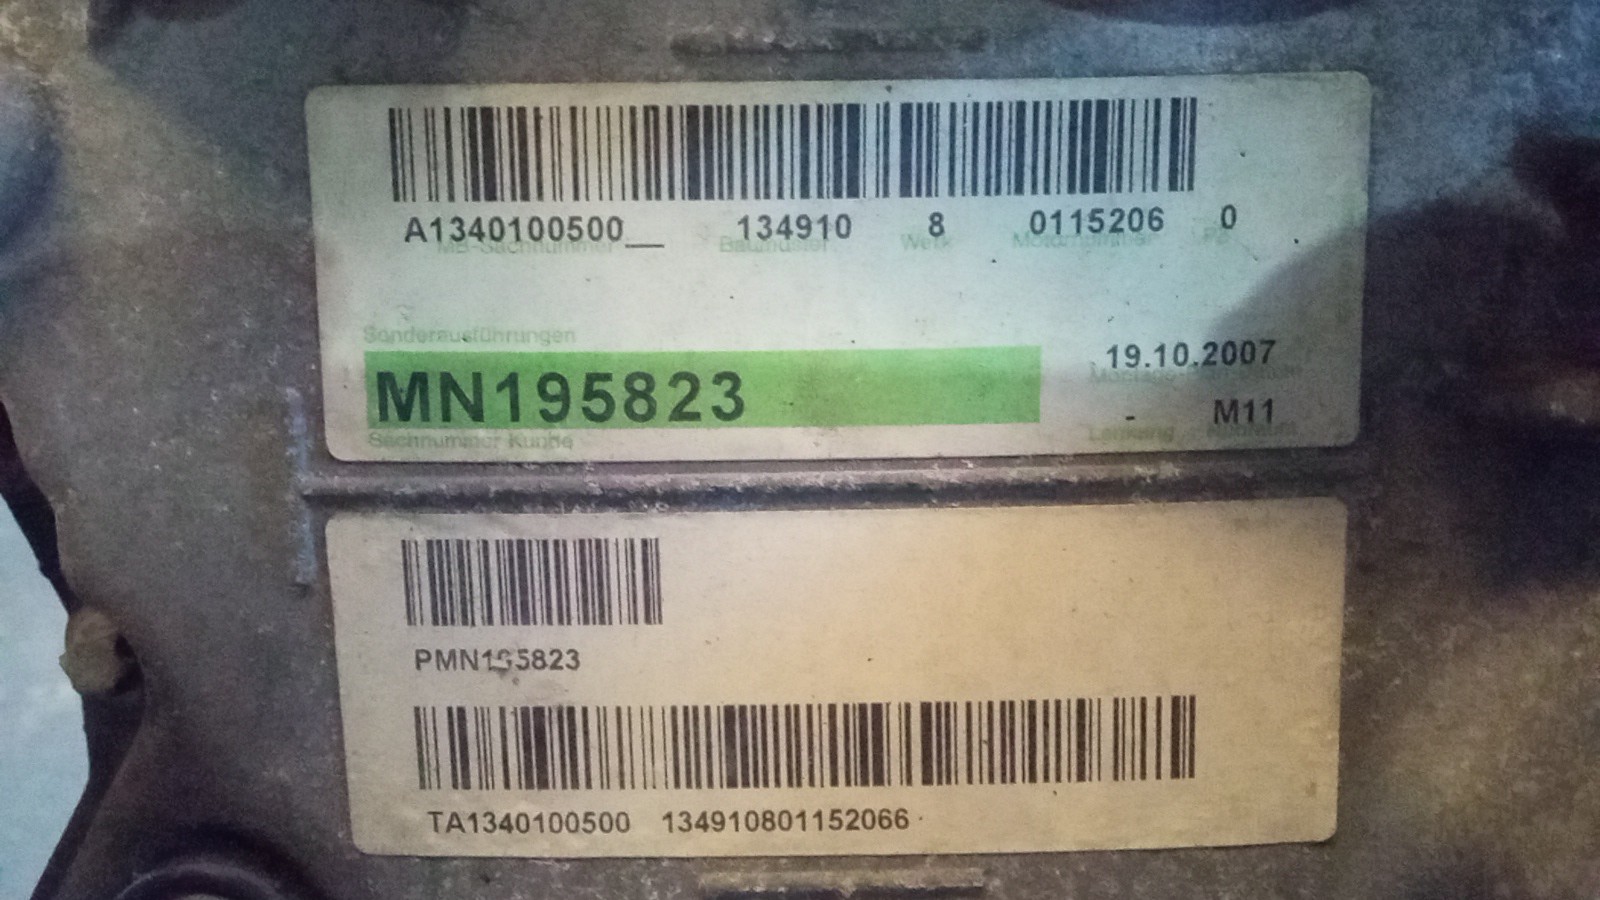 A1340100500__ 134910 8 0115206 0
MB-Sachnummer Baumuster Werk Motornummer
Sonderausführungen
19.10.2007
MN195823
- M11
Sachnummer Kunde Lenkung
PMN195823
TA1340100500 134910801152066